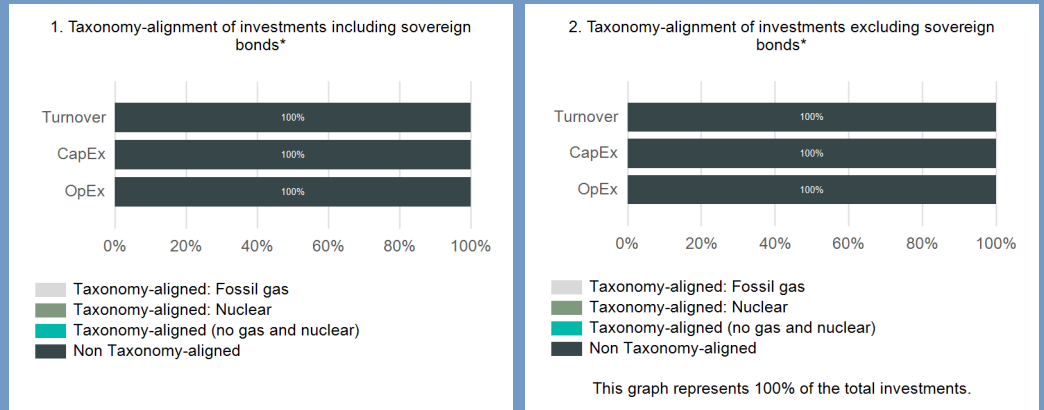 1. Taxonomy-alignment of investments including sovereign
bonds*
Turnover
100%
CapEx
100%
OpEx
100%
0% 20% 40% 60% 80% 100%
Taxonomy-aligned: Fossil gas
Taxonomy-aligned: Nuclear
Taxonomy-aligned (no gas and nuclear)
Non Taxonomy-aligned
2. Taxonomy-alignment of investments excluding sovereign
bonds*
Turnover
100%
CapEx
100%
OpEx
100%
0% 20% 40% 60% 80% 100%
Taxonomy-aligned: Fossil gas
Taxonomy-aligned: Nuclear
Taxonomy-aligned (no gas and nuclear)
Non Taxonomy-aligned
This graph represents 100% of the total investments.